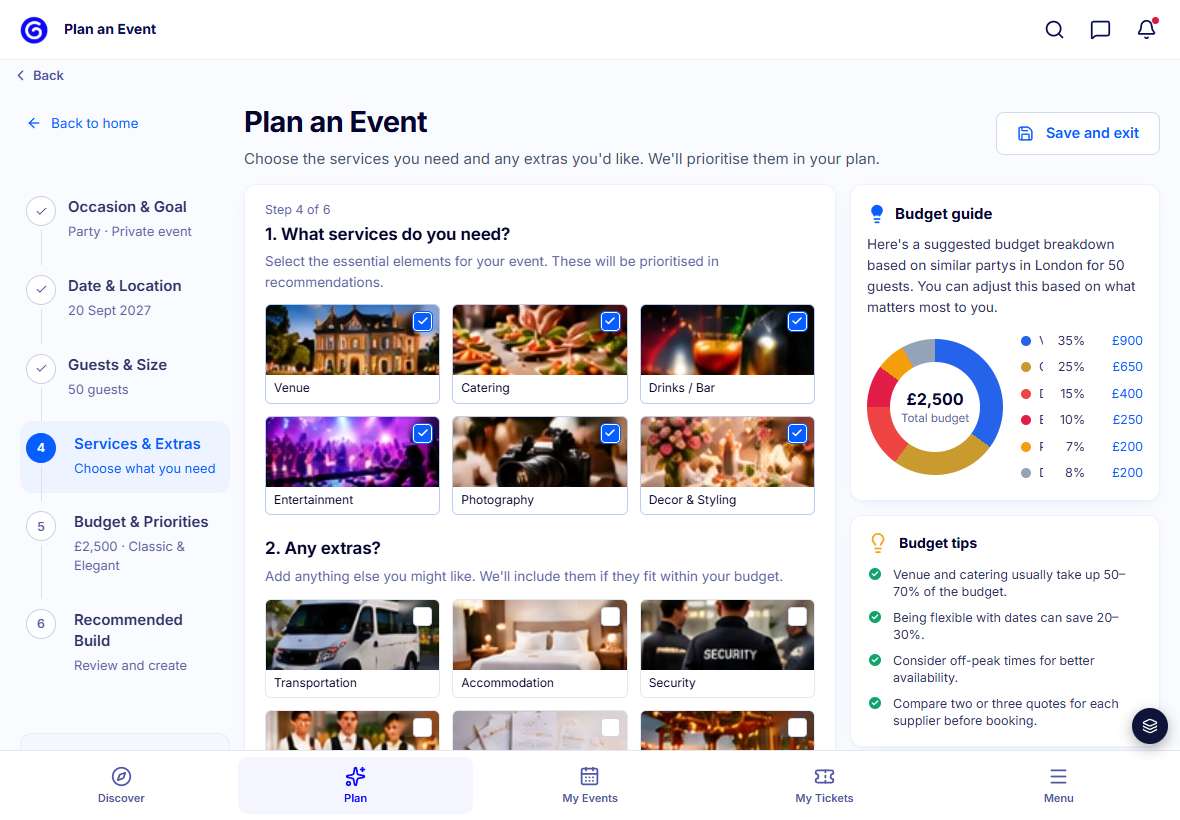 Plan an Event
Back
Back to home
Plan an Event
Choose the services you need and any extras you'd like. We'll prioritise them in your plan.
Save and exit
Occasion & Goal
Party · Private event
Date & Location
20 Sept 2027
Guests & Size
50 guests
4
Services & Extras
Choose what you need
5
Budget & Priorities
£2,500 · Classic &
Elegant
6
Recommended
Build
Review and create
Step 4 of 6
1. What services do you need?
Select the essential elements for your event. These will be prioritised in
recommendations.
Venue
Catering
Drinks / Bar
Entertainment
Photography
Decor & Styling
2. Any extras?
Add anything else you might like. We'll include them if they fit within your budget.
SECURITY
Transportation
Accommodation
Security
Budget guide
Here's a suggested budget breakdown
based on similar partys in London for 50
guests. You can adjust this based on what
matters most to you.
£2,500
Total budget
35% £900
25% £650
15% £400
10% £250
7% £200
8% £200
Budget tips
Venue and catering usually take up 50–
70% of the budget.
Being flexible with dates can save 20–
30%.
Consider off-peak times for better
availability.
Compare two or three quotes for each
supplier before booking.
Discover
Plan
My Events
My Tickets
Menu